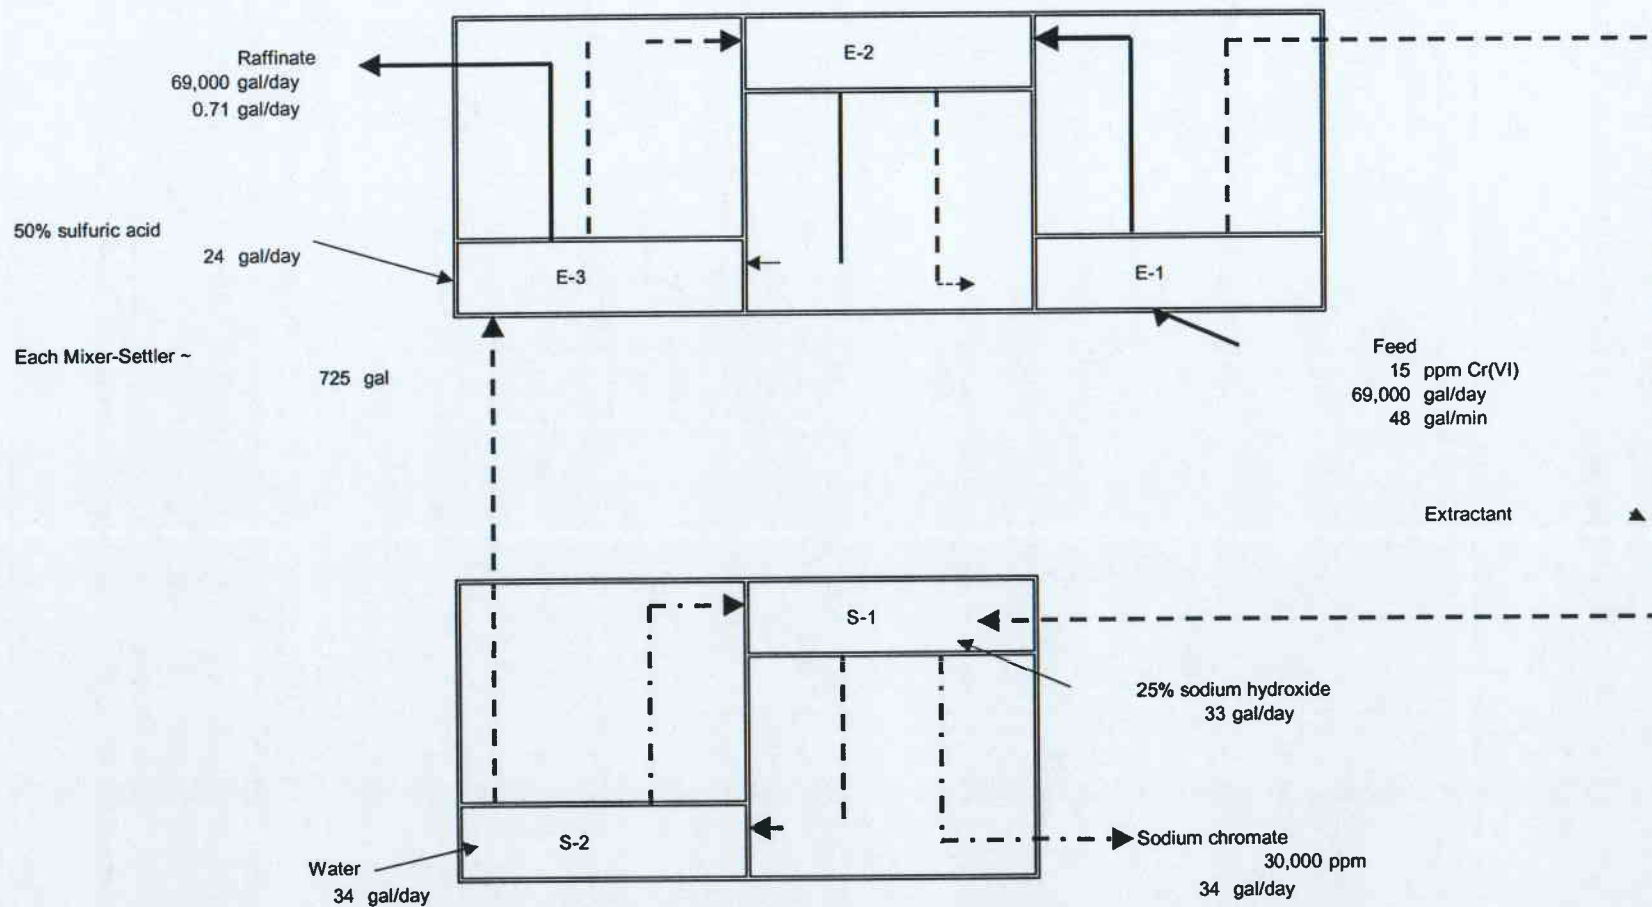 E-2
Raffinate
69,000 gal/day
0.71 gal/day
50% sulfuric acid
24 gal/day
E-3
E-1
Each Mixer-Settler ~
725 gal
Feed
15 ppm Cr(VI)
69,000 gal/day
48 gal/min
Extractant
S-1
25% sodium hydroxide
33 gal/day
S-2
Sodium chromate
30,000 ppm
34 gal/day
Water
34 gal/day